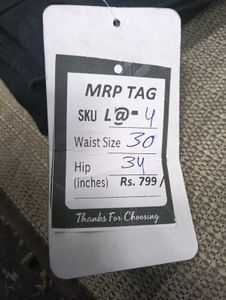 MRP TAG
SKU L@-4
Waist Size 30
Hip 34
(inches) Rs. 799/
Thanks For Choosing